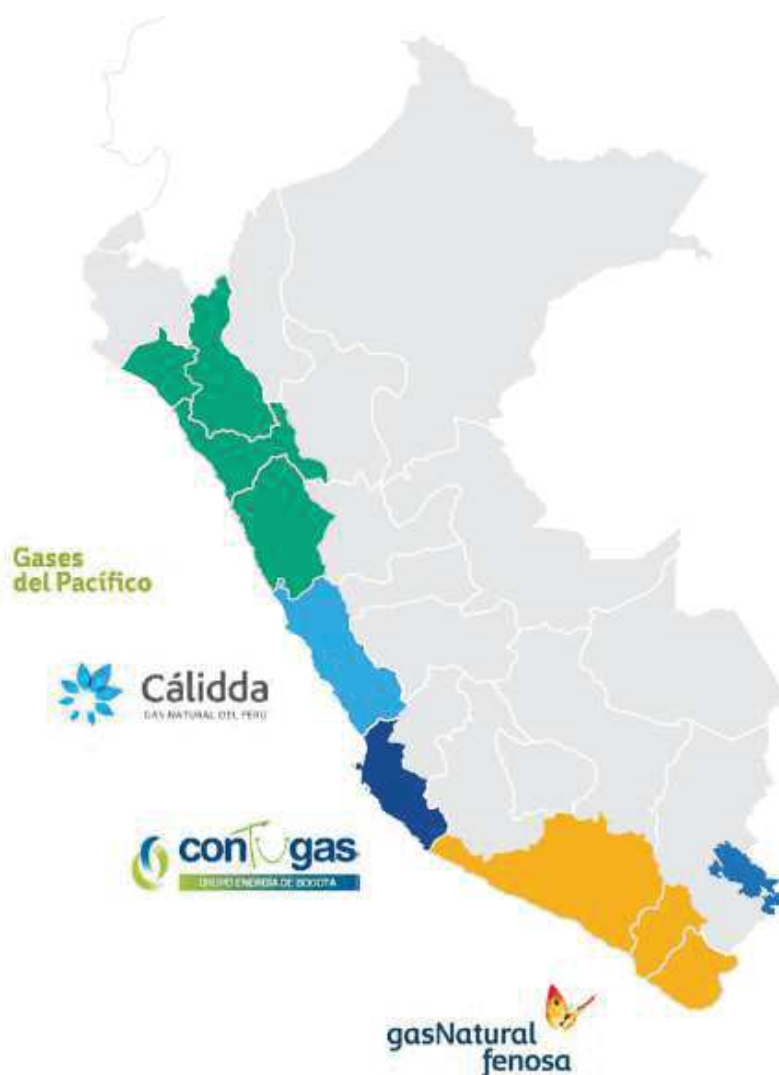 Gases
del Pacífico
Cálidda
GAS NATURAL DEL PERÚ
conTUgas
GRUPO ENERGÍA DE BOGOTÁ
gasNatural
fenosa